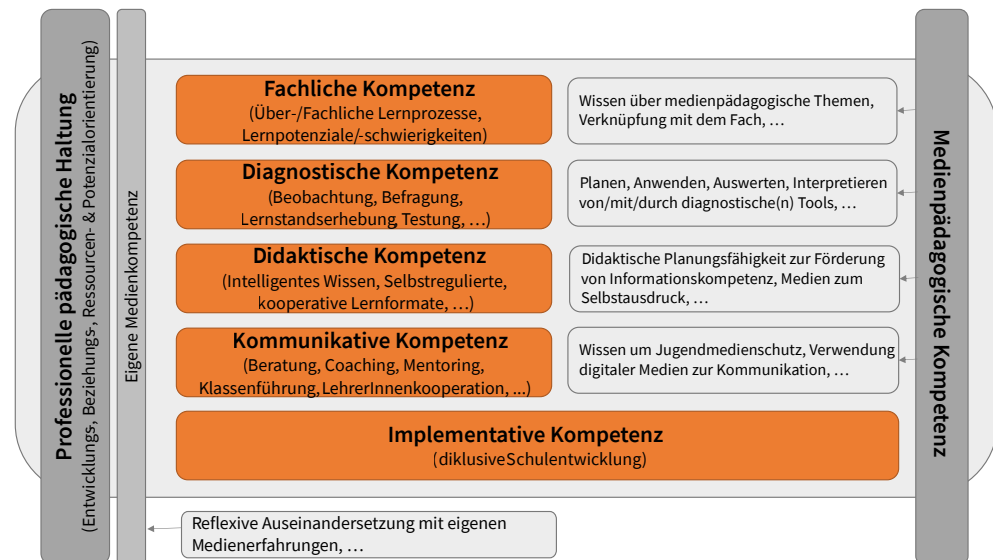 Professionelle pädagogische Haltung
(Entwicklungs-, Beziehungs-, Ressourcen- & Potenzialorientierung)
Eigene Medienkompetenz
Fachliche Kompetenz
(Über-/Fachliche Lernprozesse,
Lernpotenziale/-schwierigkeiten)
Wissen über medienpädagogische Themen,
Verknüpfung mit dem Fach, …
Diagnostische Kompetenz
(Beobachtung, Befragung,
Lernstandserhebung, Testung, …)
Planen, Anwenden, Auswerten, Interpretieren
von/mit/durch diagnostische(n) Tools, …
Didaktische Kompetenz
(Intelligentes Wissen, Selbstregulierte,
kooperative Lernformate, …)
Didaktische Planungsfähigkeit zur Förderung
von Informationskompetenz, Medien zum
Selbstausdruck, …
Kommunikative Kompetenz
(Beratung, Coaching, Mentoring,
Klassenführung, LehrerInnenkooperation, ...)
Wissen um Jugendmedienschutz, Verwendung
digitaler Medien zur Kommunikation, …
Implementative Kompetenz
(diklusive Schulentwicklung)
Medienpädagogische Kompetenz
Reflexive Auseinandersetzung mit eigenen
Medienerfahrungen, …